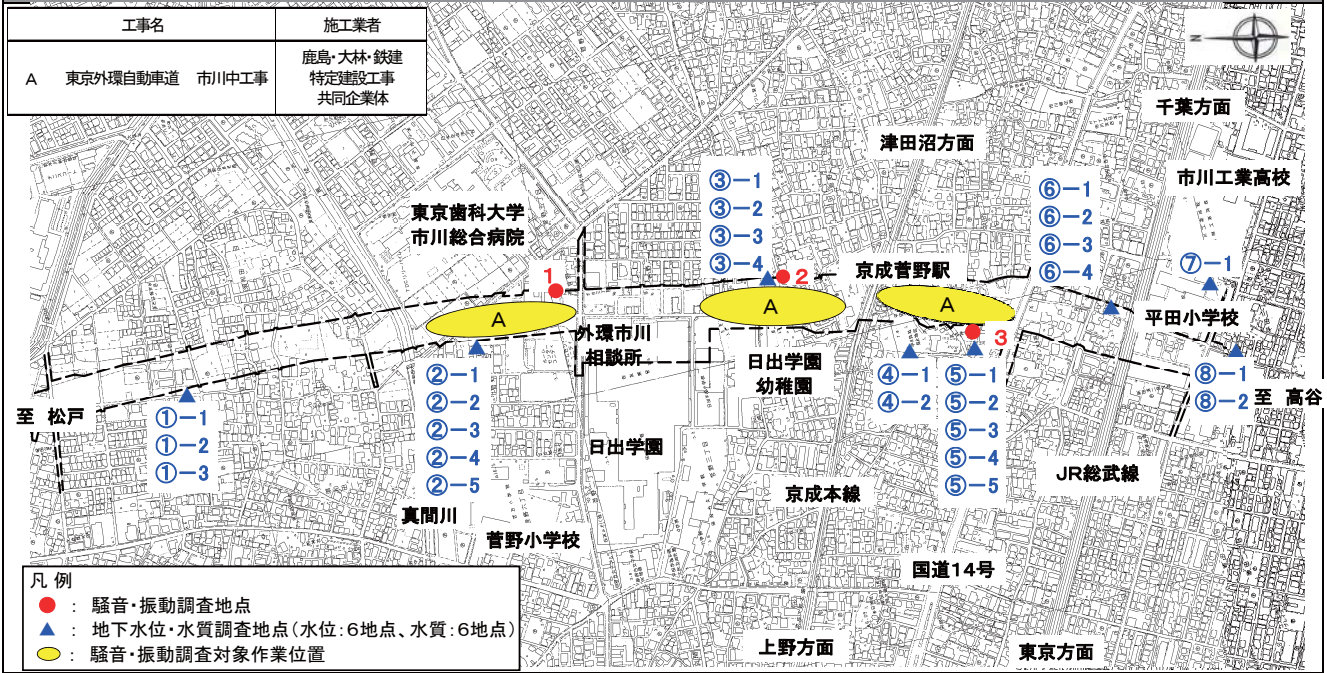 工事名 施工業者
A 東京外環自動車道 市川中工事
鹿島・大林・鉄建
特定建設工事
共同企業体
N
千葉方面
津田沼方面
市川工業高校
東京歯科大学
市川総合病院
③－1
③－2
③－3
③－4
⑥－1
⑥－2
⑥－3
⑥－4
⑦－1
京成菅野駅
1
2
3
A
A
A
平田小学校
外環市川
相談所
日出学園
幼稚園
至 松戸
①－1
①－2
①－3
②－1
②－2
②－3
②－4
②－5
④－1
④－2
⑤－1
⑤－2
⑤－3
⑤－4
⑤－5
⑧－1
⑧－2
至 高谷
日出学園
JR総武線
京成本線
真間川
菅野小学校
国道14号
上野方面
東京方面
凡 例
： 騒音・振動調査地点
： 地下水位・水質調査地点（水位：6地点、水質：6地点）
： 騒音・振動調査対象作業位置